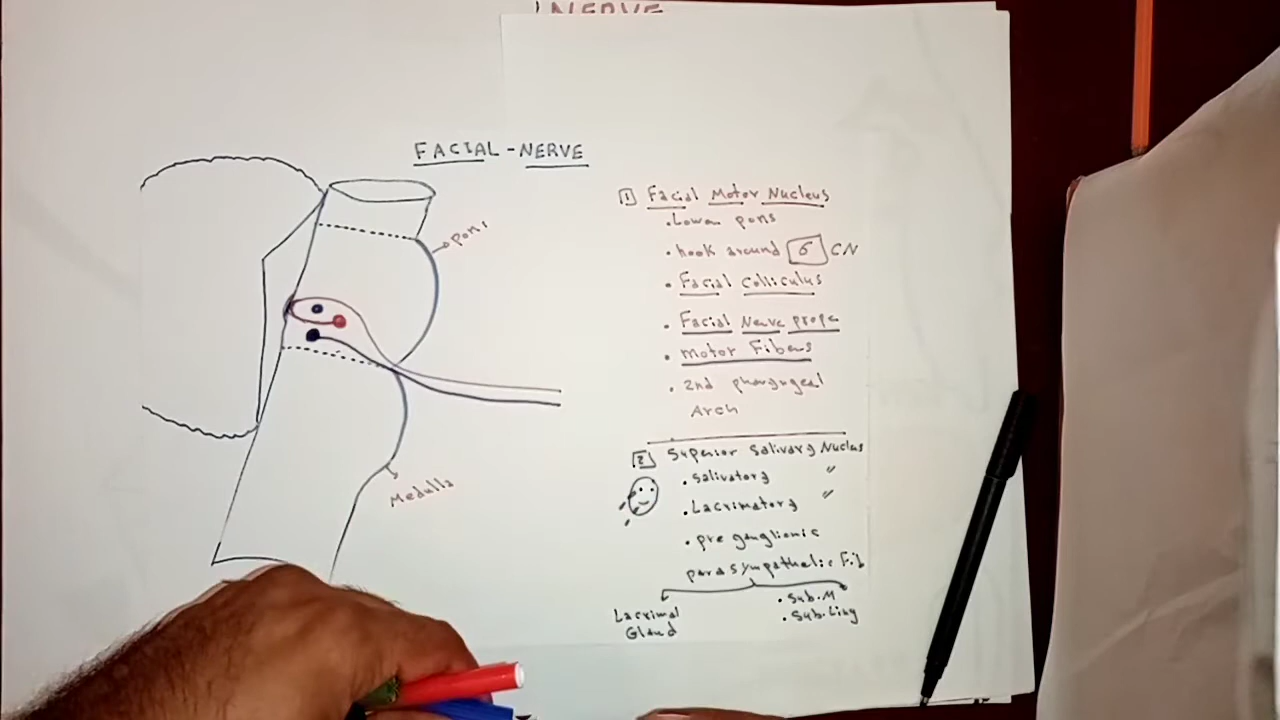 NERVE
FACIAL-NERVE
pons
Medulla
1 Facial Motor Nucleus
• Lower pons
• hook around 6 CN
• Facial Colliculus
• Facial Nerve prope
• Motor Fibers
• 2nd pharyngeal
Arch
2 Superior Salivary Nucleus
• Salivatory "
• Lacrimatory "
• pre ganglionic
parasympathetic Fib
Lacrimal
Gland
• Sub.M
• Sub.Ling